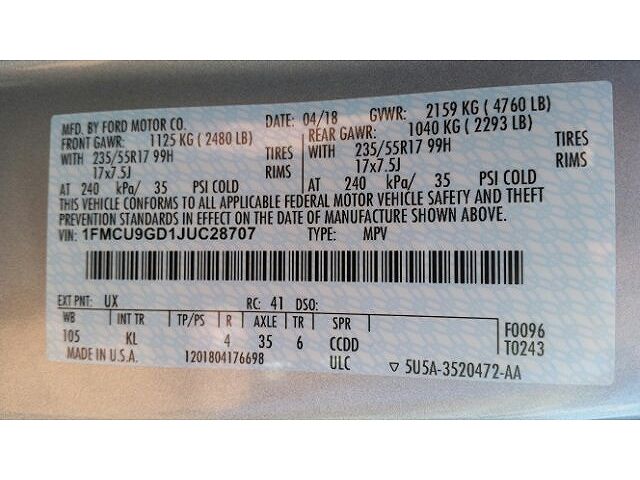 MFD. BY FORD MOTOR CO. DATE: 04/18 GVWR: 2159 KG ( 4760 LB)
FRONT GAWR: 1125 KG ( 2480 LB) REAR GAWR: 1040 KG ( 2293 LB)
WITH 235/55R17 99H TIRES WITH 235/55R17 99H TIRES
17x7.5J RIMS 17x7.5J RIMS
AT 240 kPa/ 35 PSI COLD AT 240 kPa/ 35 PSI COLD
THIS VEHICLE CONFORMS TO ALL APPLICABLE FEDERAL MOTOR VEHICLE SAFETY AND THEFT
PREVENTION STANDARDS IN EFFECT ON THE DATE OF MANUFACTURE SHOWN ABOVE.
VIN: 1FMCU9GD1JUC28707 TYPE: MPV
EXT PNT: UX RC: 41 DSO:
WB INT TR TP/PS R AXLE TR SPR F0096
105 KL 4 35 6 CCDD T0243
MADE IN U.S.A. 1201804176698 ULC ▽ 5U5A-3520472-AA